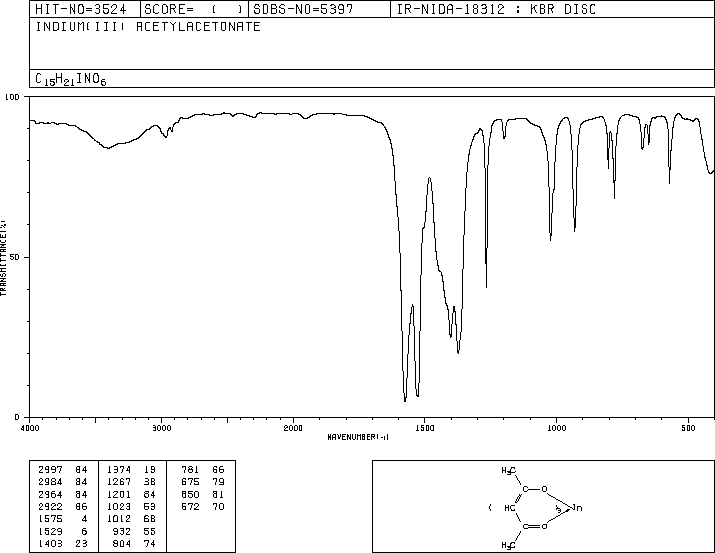 HIT-NO=3524 SCORE= ( ) SDBS-NO=5397 IR-NIDA-18312 : KBR DISC
INDIUM(III) ACETYLACETONATE
C15H21INO6
100
50
0
TRANSMITTANCE(%)
4000 3000 2000 1500 1000 500
WAVENUMBER(-1)
2997 84 1374 19 781 66
2984 84 1267 38 675 79
2964 84 1201 84 650 81
2922 86 1023 53 572 70
1575 4 1012 68
1529 6 932 55
1403 23 804 74
H3C
C O
( HC )3 In
C O
H3C